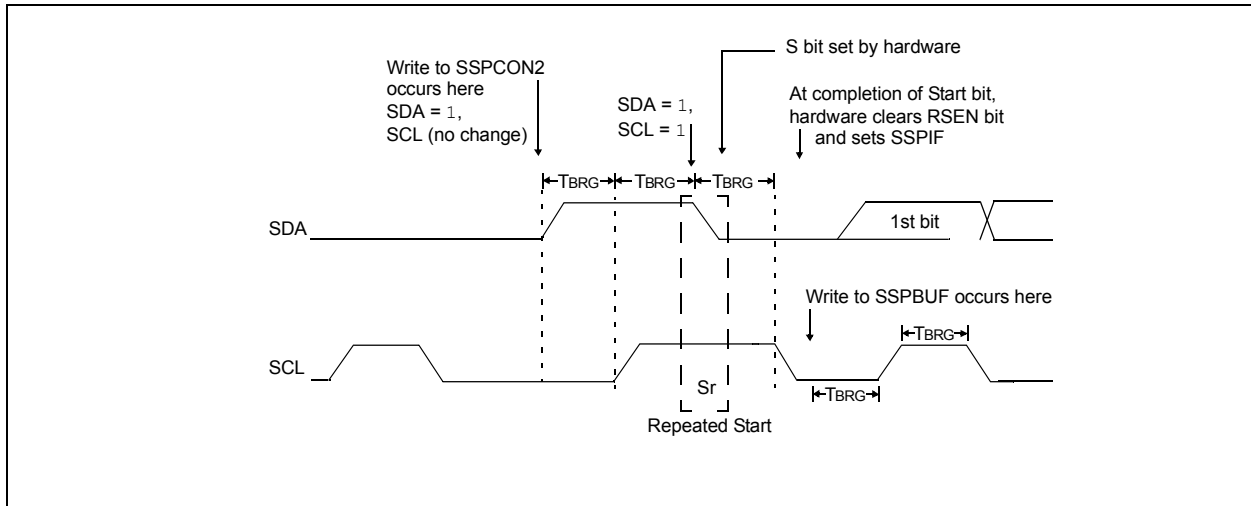 S bit set by hardware
Write to SSPCON2
occurs here
SDA = 1,
SCL (no change)
SDA = 1,
SCL = 1
At completion of Start bit,
hardware clears RSEN bit
and sets SSPIF
TBRG TBRG TBRG
SDA
1st bit
Write to SSPBUF occurs here
TBRG
SCL
Sr
TBRG
Repeated Start